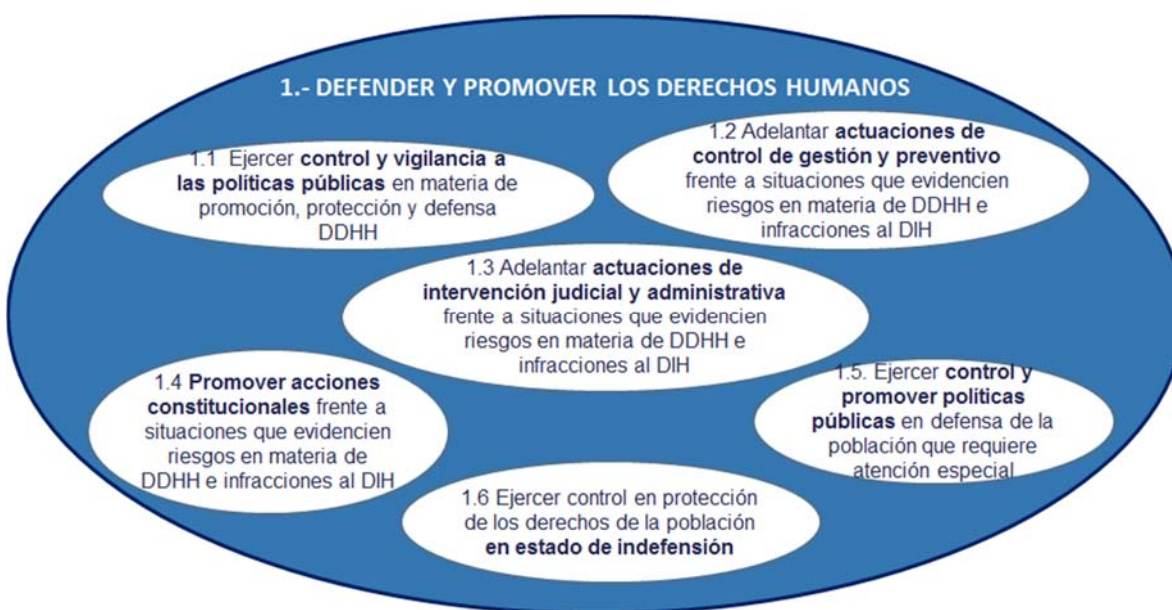 1.- DEFENDER Y PROMOVER LOS DERECHOS HUMANOS
1.1 Ejercer control y vigilancia a
las políticas públicas en materia de
promoción, protección y defensa
DDHH
1.2 Adelantar actuaciones de
control de gestión y preventivo
frente a situaciones que evidencien
riesgos en materia de DDHH e
infracciones al DIH
1.3 Adelantar actuaciones de
intervención judicial y administrativa
frente a situaciones que evidencien
riesgos en materia de DDHH e
infracciones al DIH
1.4 Promover acciones
constitucionales frente a
situaciones que evidencien
riesgos en materia de
DDHH e infracciones al DIH
1.5. Ejercer control y
promover políticas
públicas en defensa de la
población que requiere
atención especial
1.6 Ejercer control en protección
de los derechos de la población
en estado de indefensión